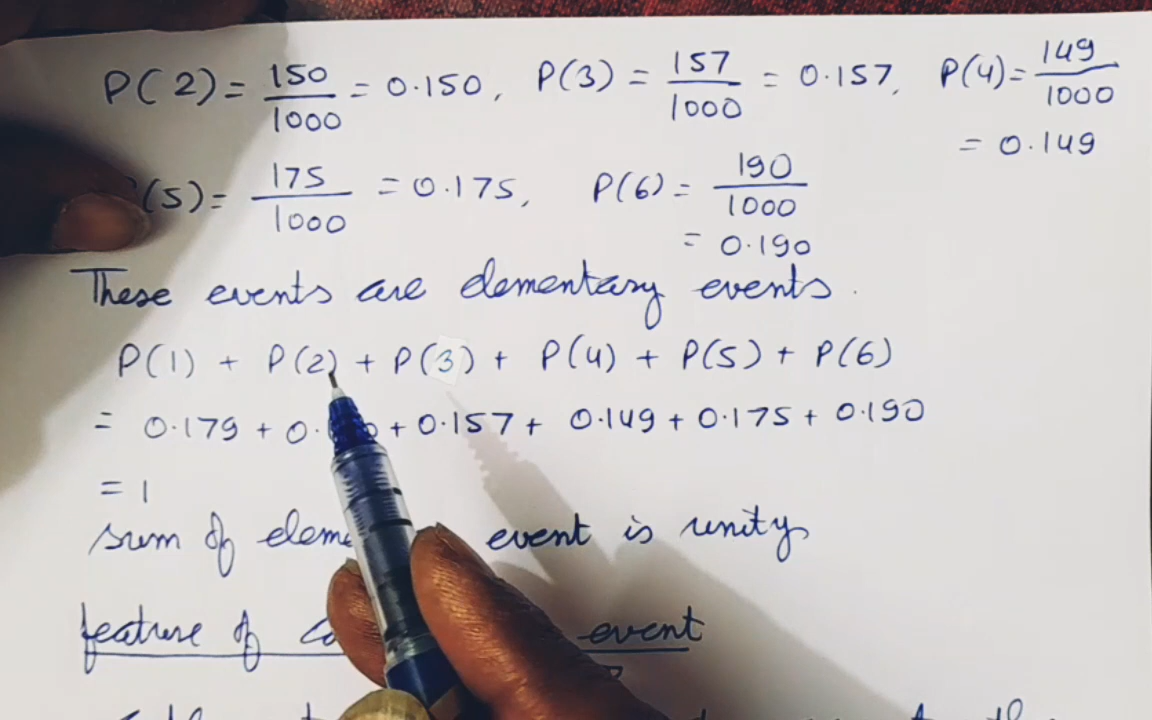 P(2) = 150/1000 = 0.150, P(3) = 157/1000 = 0.157, P(4) = 149/1000
= 0.149
(5) = 175/1000 = 0.175, P(6) = 190/1000
= 0.190
These events are elementary events.
P(1) + P(2) + P(3) + P(4) + P(5) + P(6)
= 0.179 + 0. + 0.157 + 0.149 + 0.175 + 0.190
= 1
sum of event is unity
feature of event